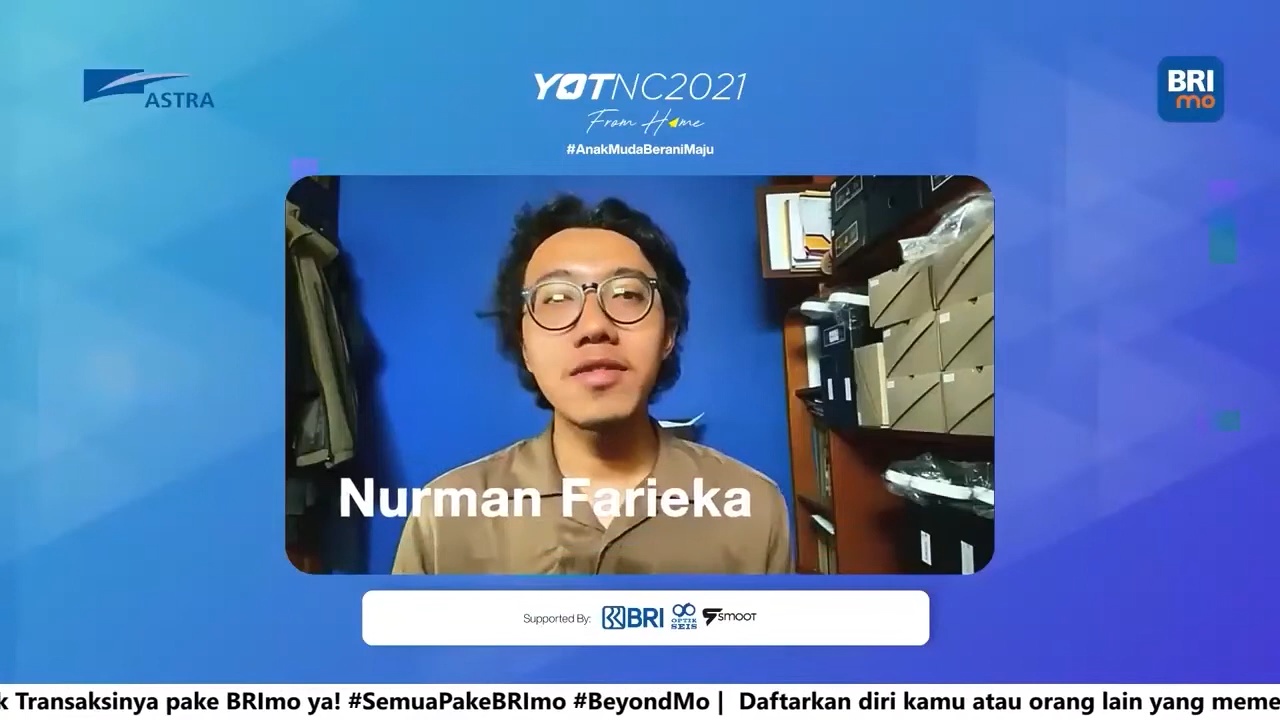 ASTRA
YOTNC2021
From Home
#AnakMudaBeraniMaju
BRI
mo
Nurman Farieka
Supported By:
BRI
OPTIK
SEIS
SMOOT
k Transaksinya pake BRImo ya! #SemuaPakeBRImo #BeyondMo | Daftarkan diri kamu atau orang lain yang meme